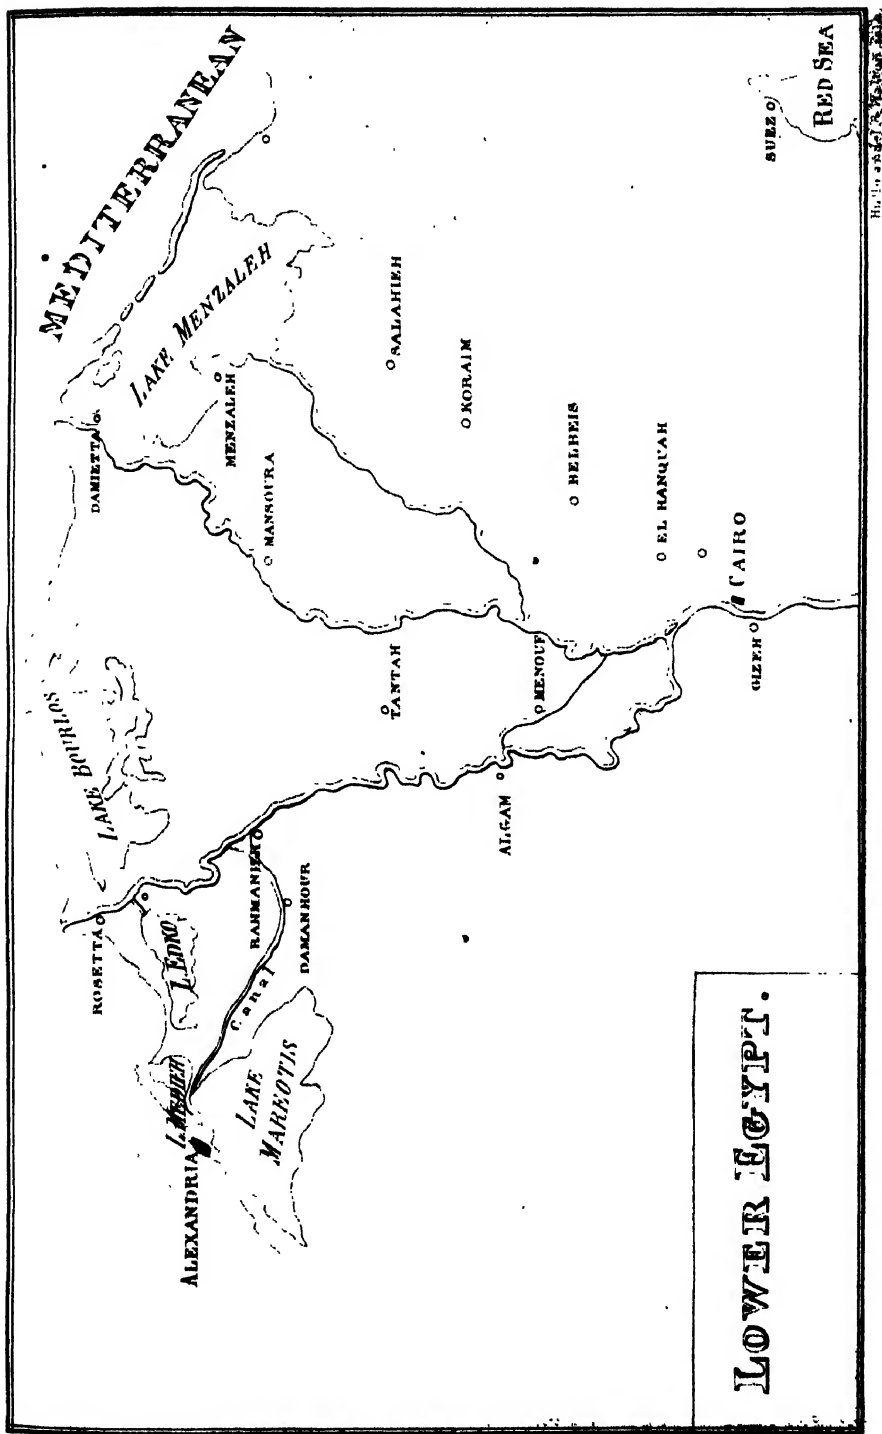 MEDITERRANEAN
ROSETTA
DAMIETTA
LAKE BOURLOS
LAKE MENZALEH
L. EDKO
L. MEDIEH
ALEXANDRIA
LAKE
MAREOTIS
Canal
RAHMANIEH
DAMANHOUR
MENZALEH
MANSOURA
SALAHIEH
TANTAH
KORAIM
ALGAM
MENOUF
BELBEIS
EL HANQUAH
CAIRO
GIZEH
SUEZ
RED SEA
LOWER EGYPT.